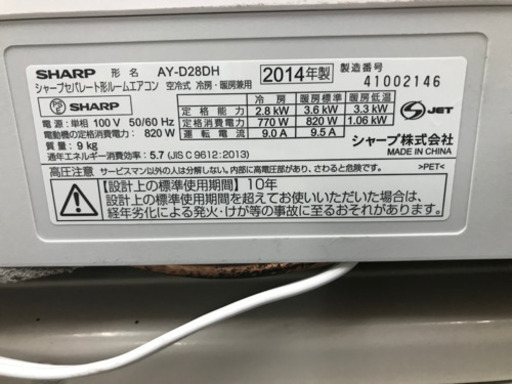 SHARP 形名 AY-D28DH 2014年製 製造番号 41002146
シャープセパレート形ルームエアコン 空冷式 冷房・暖房兼用
PS E SHARP
冷房 暖房標準 暖房低温
定格能力 2.8 kW 3.6 kW 3.3 kW
定格消費電力 770 W 820 W 1.06 kW
運転電流 9.0 A 9.5 A
JET
電源：単相 100 V 50/60 Hz
電動機の定格消費電力： 820 W
質量：9 kg
通年エネルギー消費効率：5.7 (JIS C 9612:2013)
シャープ株式会社
MADE IN CHINA
高圧注意 サービスマン以外の人は分解しない。内部に高電圧部があり、さわると危険です。
>PET<
【設計上の標準使用期間】10年
設計上の標準使用期間を超えてお使いいただいた場合は、
経年劣化による発火・けが等の事故に至るおそれがあります。